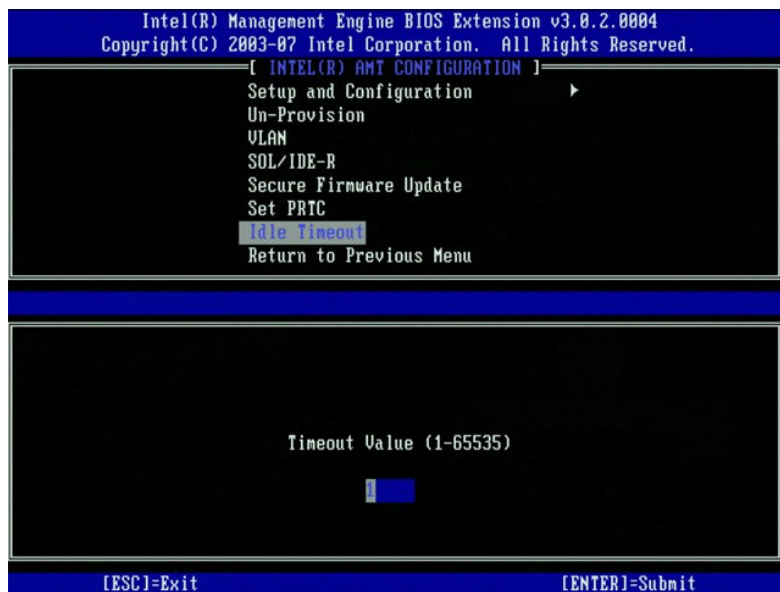 Intel(R) Management Engine BIOS Extension v3.0.2.0004
Copyright(C) 2003-07 Intel Corporation. All Rights Reserved.
[ INTEL(R) AMT CONFIGURATION ]
Setup and Configuration
Un-Provision
VLAN
SOL/IDE-R
Secure Firmware Update
Set PRTC
Idle Timeout
Return to Previous Menu
Timeout Value (1-65535)
1
[ESC]=Exit [ENTER]=Submit